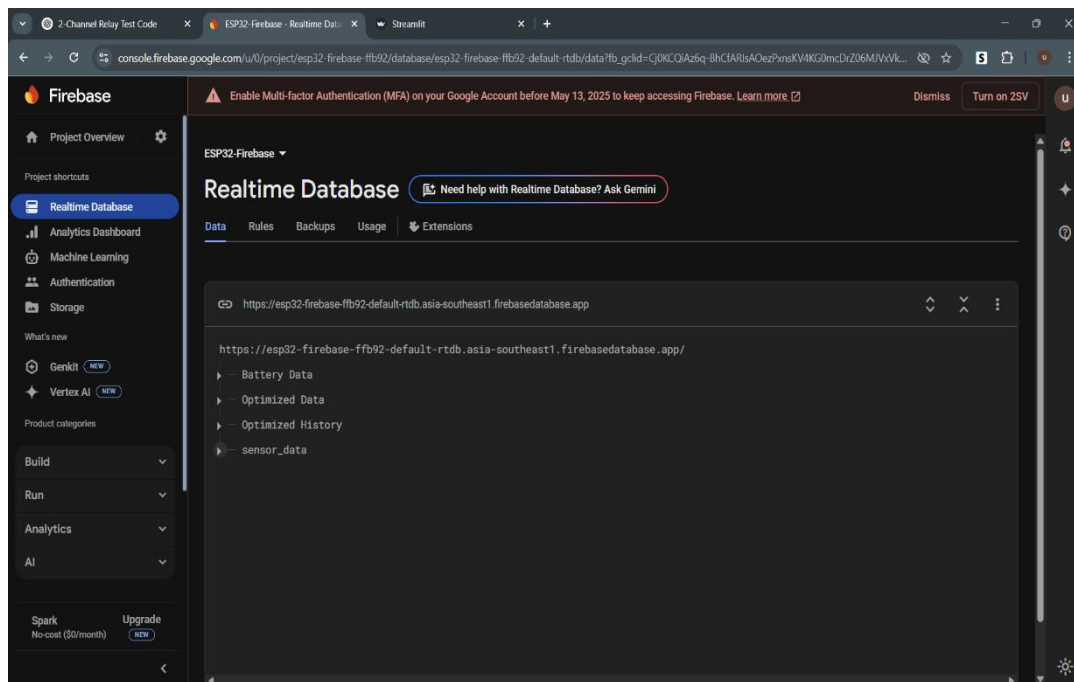 2-Channel Relay Test Code
ESP32-Firebase - Realtime Data
Streamlit
console.firebase.google.com/u/0/project/esp32-firebase-ffb92/database/esp32-firebase-ffb92-default-rtdb/data?fb_gclid=
Firebase
Enable Multi-factor Authentication (MFA) on your Google Account before May 13, 2025 to keep accessing Firebase. Learn more
Dismiss
Turn on 2SV
u
Project Overview
ESP32-Firebase
Project shortcuts
Realtime Database
Need help with Realtime Database? Ask Gemini
Realtime Database
Analytics Dashboard
Machine Learning
Authentication
Storage
Data Rules Backups Usage Extensions
https://esp32-firebase-ffb92-default-rtdb.asia-southeast1.firebasedatabase.app
What's new
Genkit NEW
Vertex AI NEW
Product categories
Build
Run
Analytics
AI
https://esp32-firebase-ffb92-default-rtdb.asia-southeast1.firebasedatabase.app/
Battery Data
Optimized Data
Optimized History
sensor_data
Spark
No-cost ($0/month)
Upgrade
NEW